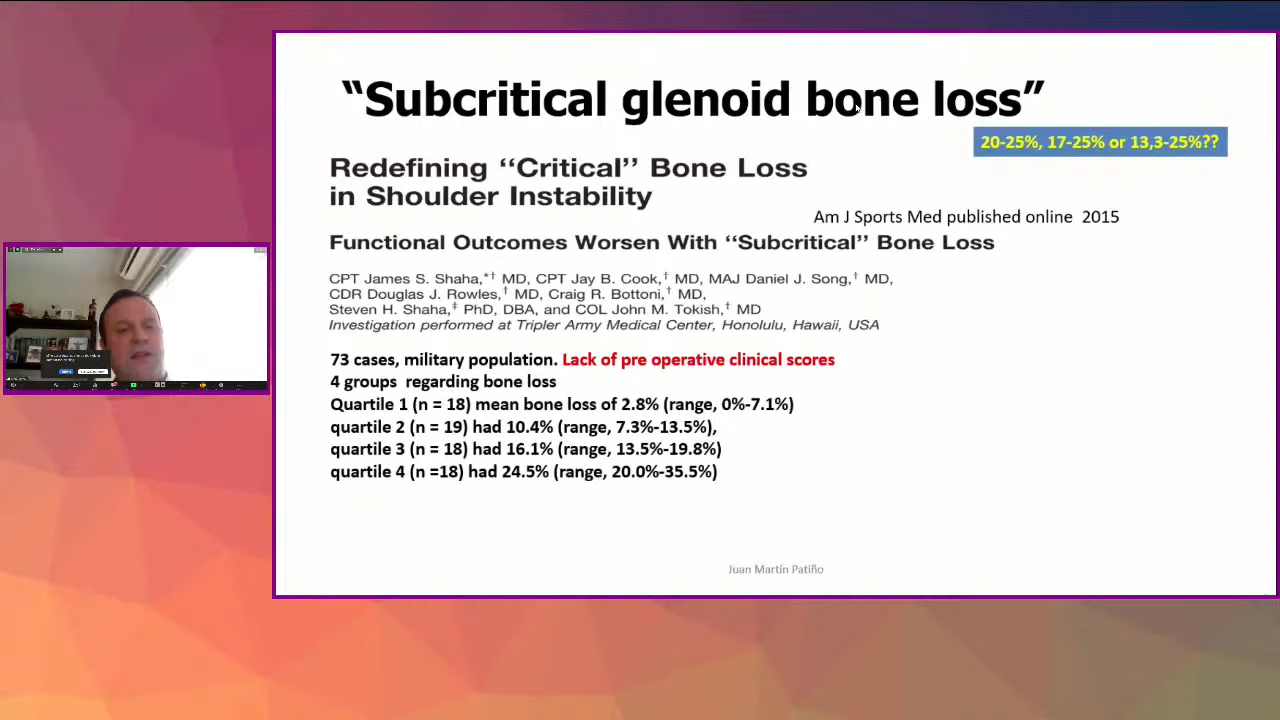 “Subcritical glenoid bone loss”
20-25%, 17-25% or 13,3-25%??
Redefining ‘‘Critical’’ Bone Loss
in Shoulder Instability
Am J Sports Med published online 2015
Functional Outcomes Worsen With ‘‘Subcritical’’ Bone Loss
CPT James S. Shaha,*† MD, CPT Jay B. Cook,† MD, MAJ Daniel J. Song,† MD,
CDR Douglas J. Rowles,† MD, Craig R. Bottoni,† MD,
Steven H. Shaha,‡ PhD, DBA, and COL John M. Tokish,† MD
Investigation performed at Tripler Army Medical Center, Honolulu, Hawaii, USA
73 cases, military population. Lack of pre operative clinical scores
4 groups regarding bone loss
Quartile 1 (n = 18) mean bone loss of 2.8% (range, 0%-7.1%)
quartile 2 (n = 19) had 10.4% (range, 7.3%-13.5%),
quartile 3 (n = 18) had 16.1% (range, 13.5%-19.8%)
quartile 4 (n =18) had 24.5% (range, 20.0%-35.5%)
Juan Martín Patiño